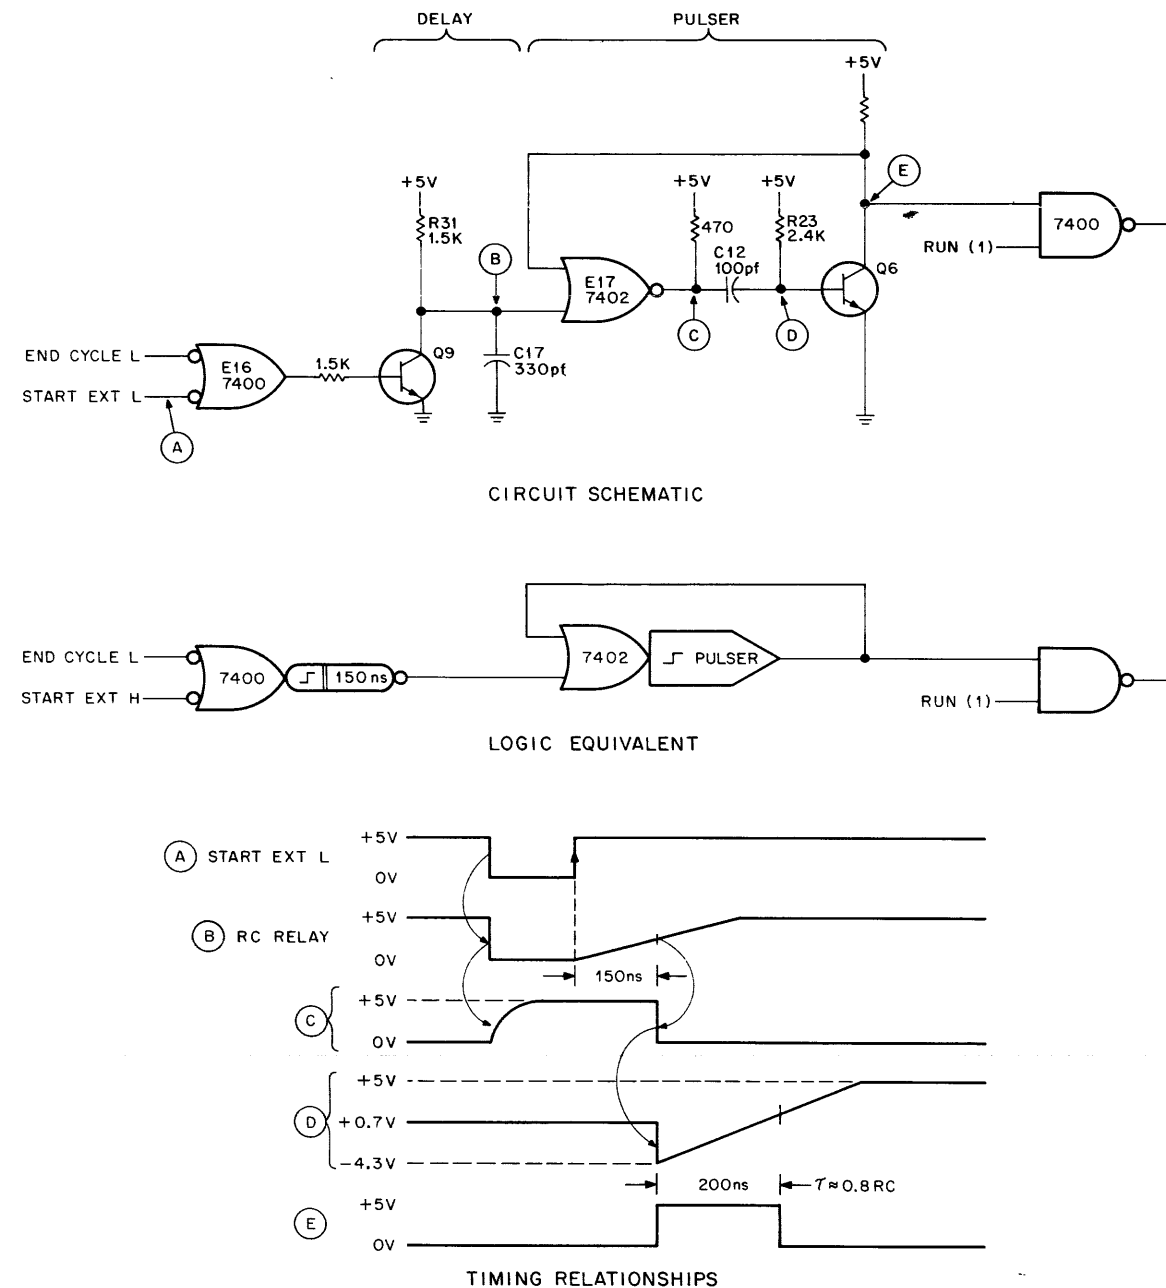 DELAY
PULSER
+5V
E
+5V
+5V
+5V
R31
1.5K
470
R23
2.4K
7400
RUN (1)
B
C12
100pf
Q6
E17
7402
C
D
END CYCLE L
START EXT L
E16
7400
1.5K
Q9
C17
330pf
A
CIRCUIT SCHEMATIC
END CYCLE L
START EXT H
7400
150 ns
7402
PULSER
RUN (1)
LOGIC EQUIVALENT
A START EXT L
+5V
0V
B RC RELAY
+5V
0V
150ns
C
+5V
0V
D
+5V
+0.7V
-4.3V
200ns
τ≈0.8RC
E
+5V
0V
TIMING RELATIONSHIPS